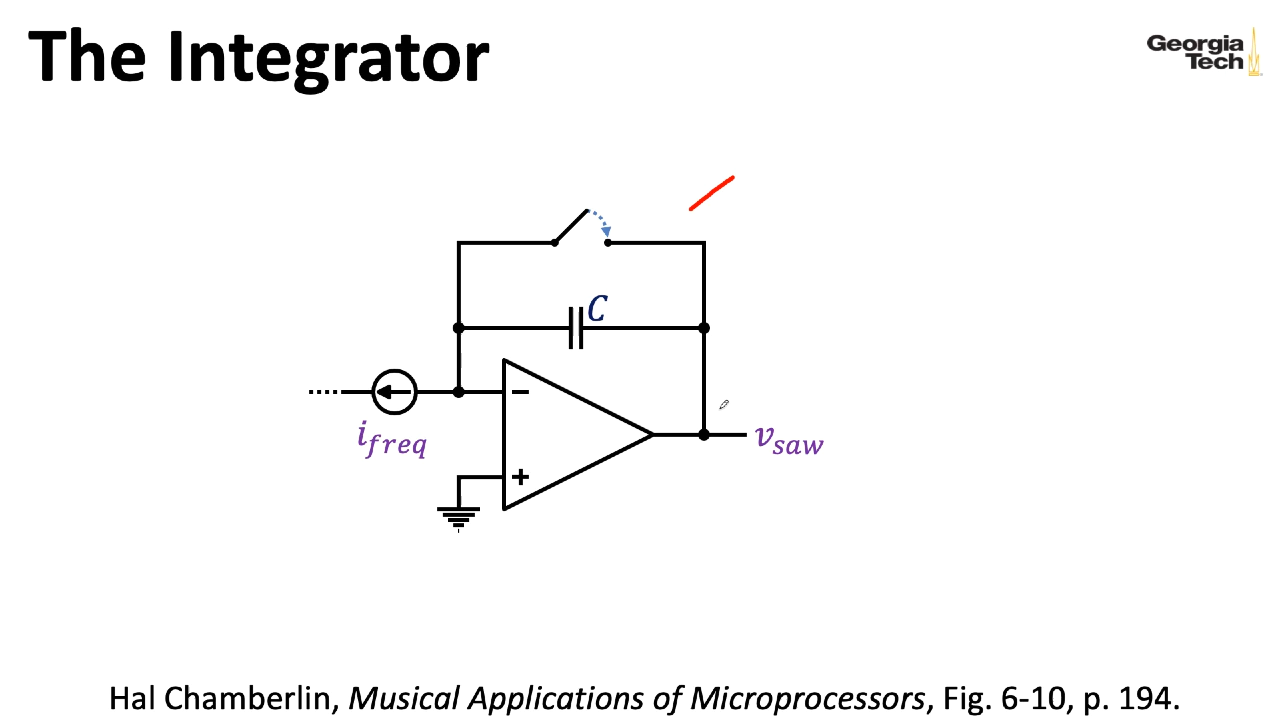 The Integrator
Georgia
Tech
C
−
i_freq
v_saw
+
Hal Chamberlin, Musical Applications of Microprocessors, Fig. 6-10, p. 194.